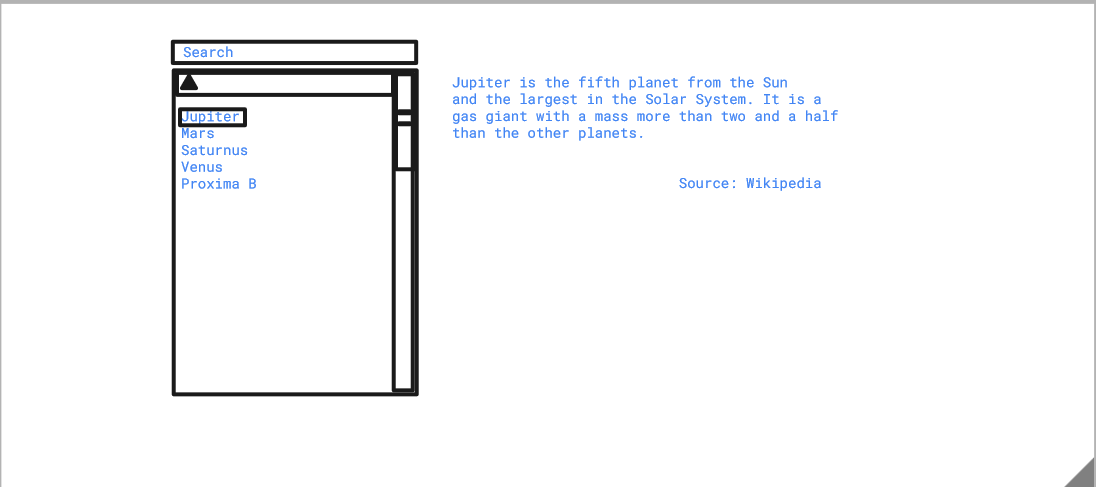 Search
Jupiter
Mars
Saturnus
Venus
Proxima B
Jupiter is the fifth planet from the Sun
and the largest in the Solar System. It is a
gas giant with a mass more than two and a half
than the other planets.
Source: Wikipedia